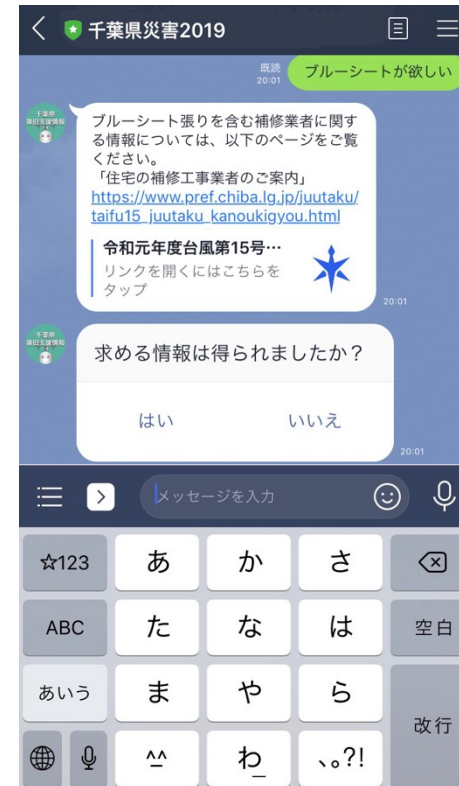 千葉県災害2019
既読
20:01
ブルーシートが欲しい
千葉県
復旧支援情報
ブルーシート張りを含む補修業者に関す
る情報については、以下のページをご覧
ください。
「住宅の補修工事業者のご案内」
https://www.pref.chiba.lg.jp/juutaku/
taifu15_juutaku_kanoukigyou.html
令和元年度台風第15号…
リンクを開くにはこちらを
タップ
20:01
千葉県
復旧支援情報
求める情報は得られましたか？
はい
いいえ
20:01
メッセージを入力
☆123
あ
か
さ
ABC
た
な
は
空白
あいう
ま
や
ら
改行
^^
わ
、。?!